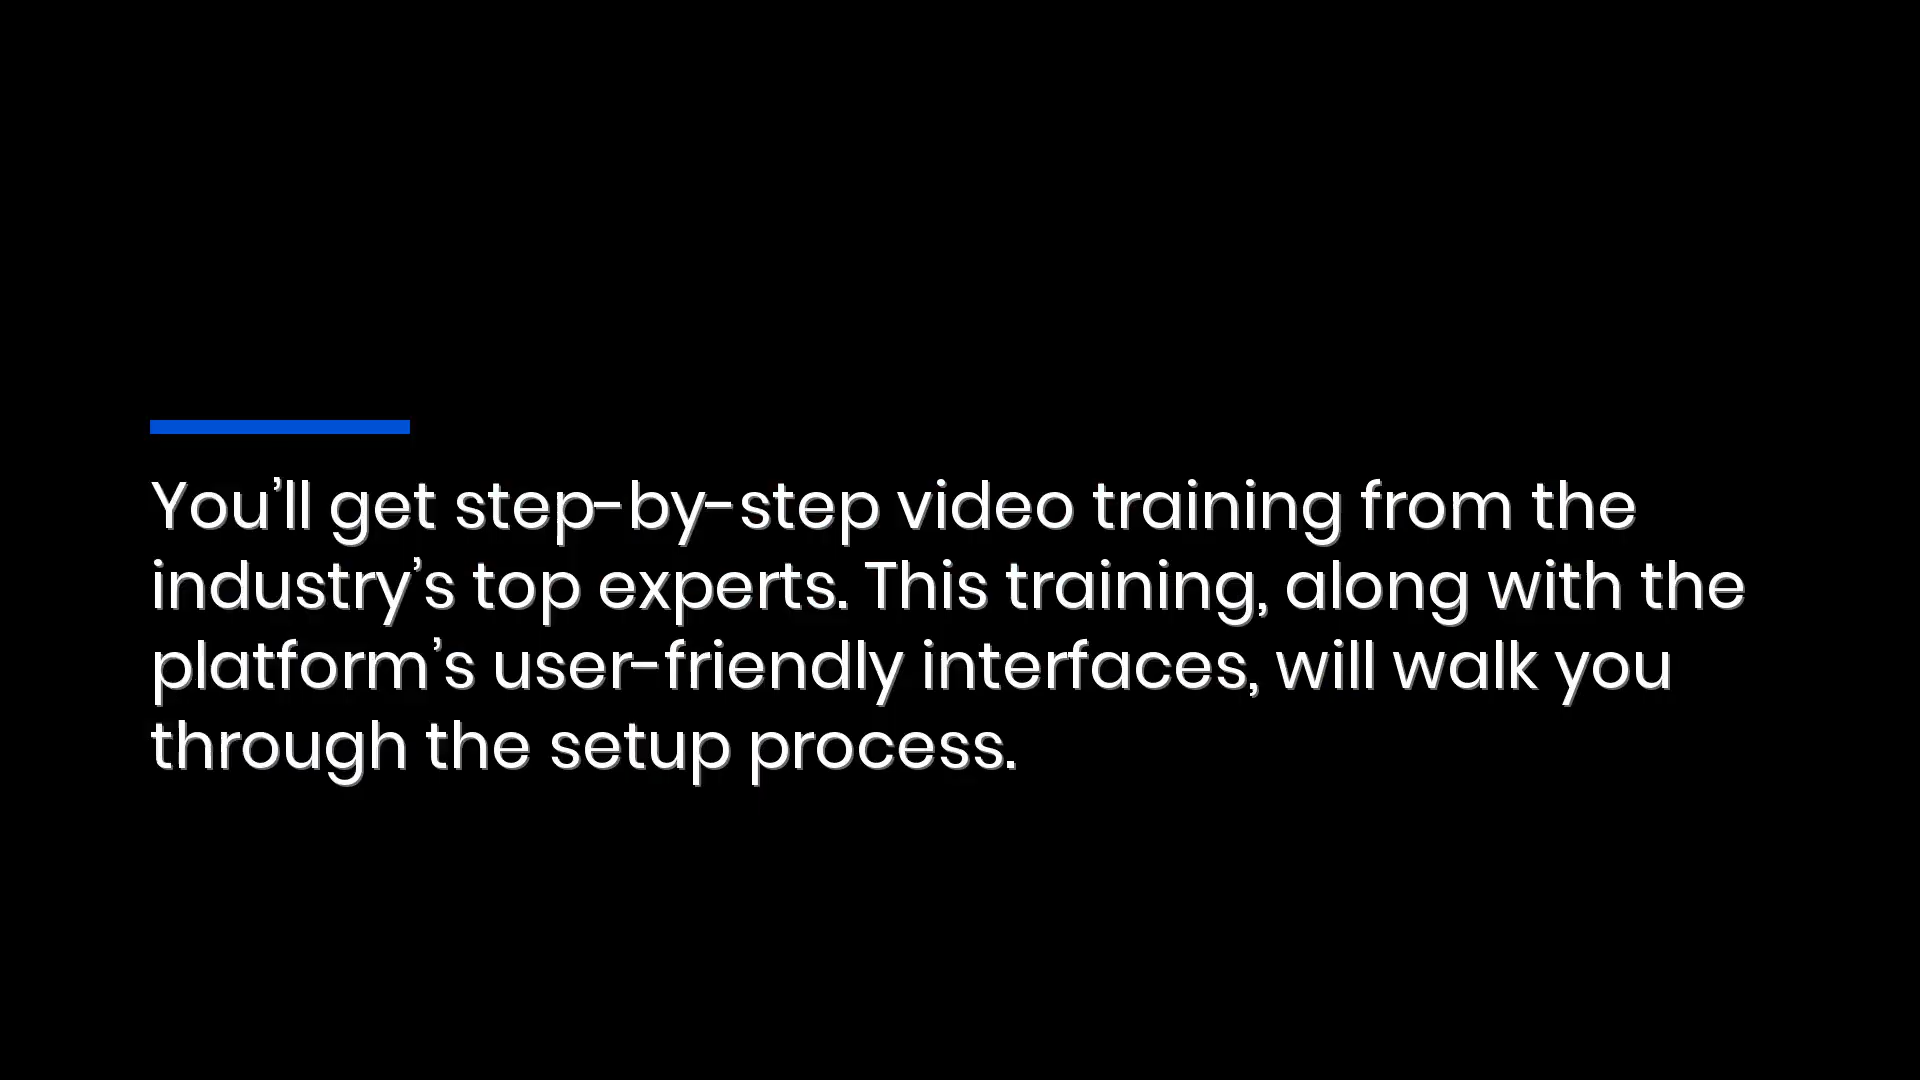 You’ll get step-by-step video training from the
industry’s top experts. This training, along with the
platform’s user-friendly interfaces, will walk you
through the setup process.